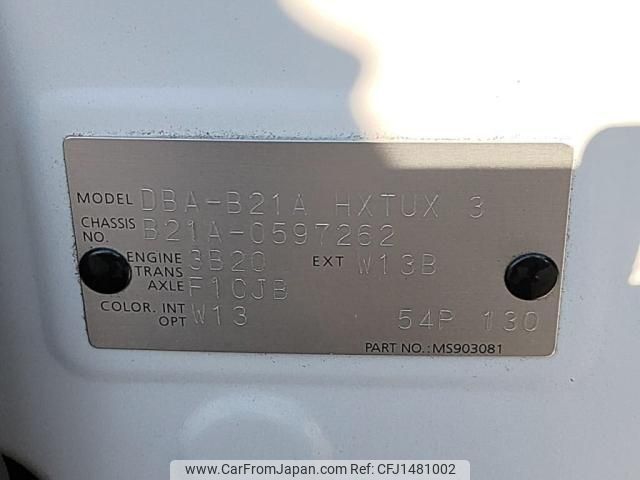 MODEL DBA-B21A HXTUX 3
CHASSIS NO. B21A-0597262
ENGINE 3B20 EXT W13B
TRANS AXLE F1CJB
COLOR. INT OPT W13 54P 130
PART NO.: MS903081
www.CarFromJapan.com - CFJ1481002